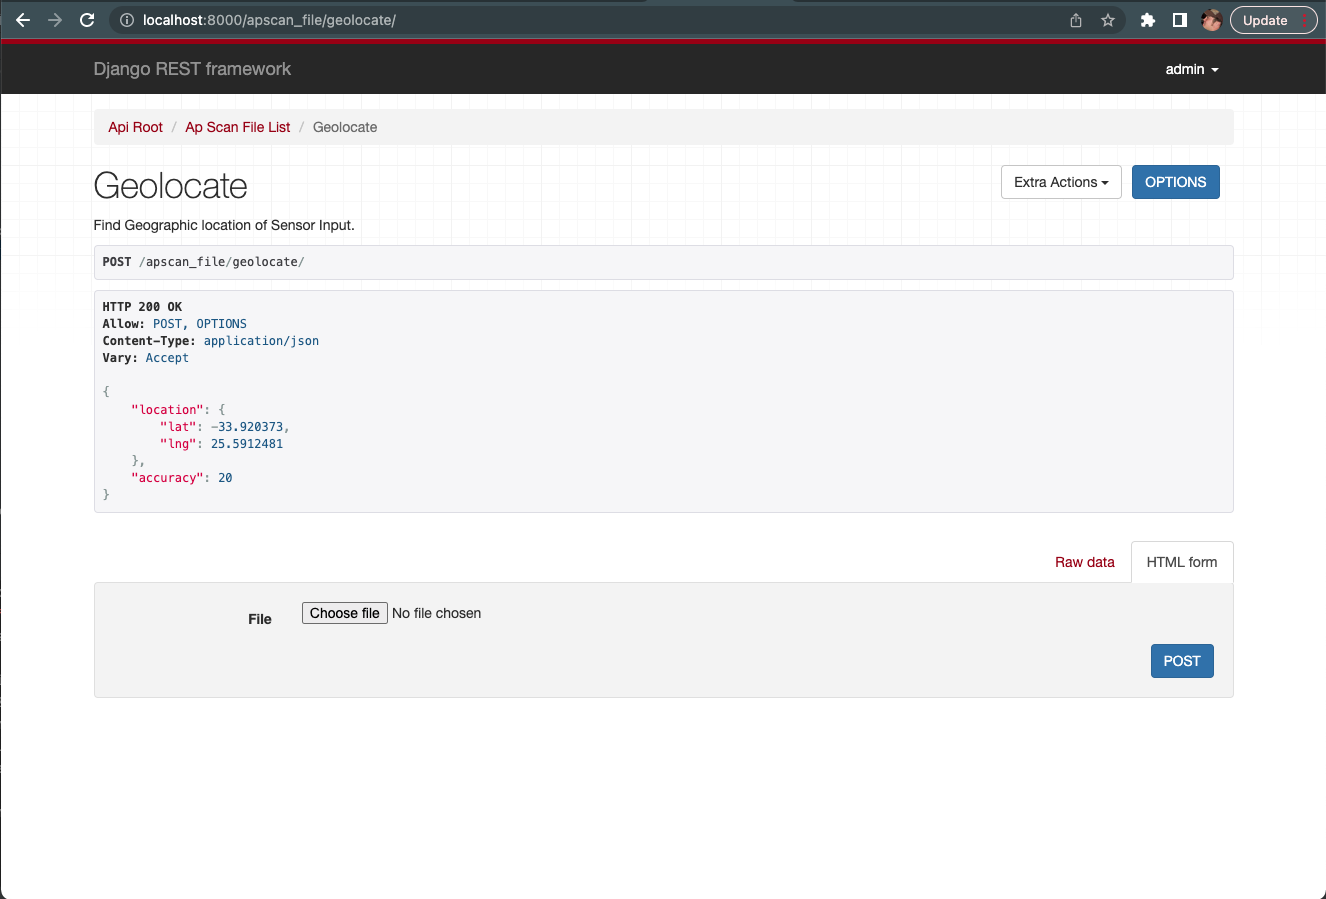 localhost:8000/apscan_file/geolocate/
Update
Django REST framework
admin
Api Root / Ap Scan File List / Geolocate
Geolocate
Extra Actions
OPTIONS
Find Geographic location of Sensor Input.
POST /apscan_file/geolocate/
HTTP 200 OK
Allow: POST, OPTIONS
Content-Type: application/json
Vary: Accept
{
    "location": {
        "lat": -33.920373,
        "lng": 25.5912481
    },
    "accuracy": 20
}
Raw data
HTML form
File
Choose file No file chosen
POST